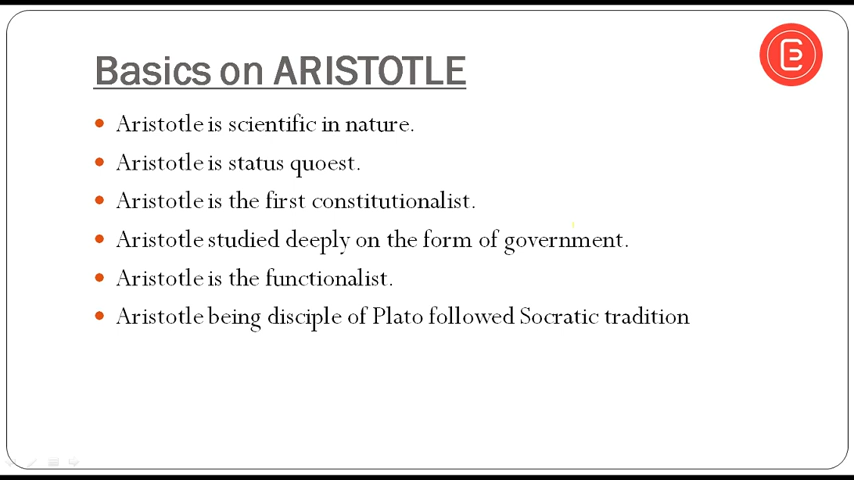 Basics on ARISTOTLE
Aristotle is scientific in nature.
Aristotle is status quoest.
Aristotle is the first constitutionalist.
Aristotle studied deeply on the form of government.
Aristotle is the functionalist.
Aristotle being disciple of Plato followed Socratic tradition